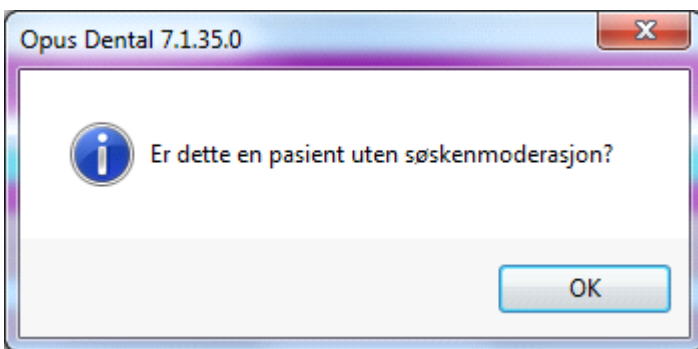 Opus Dental 7.1.35.0
Er dette en pasient uten søskenmoderasjon?
OK